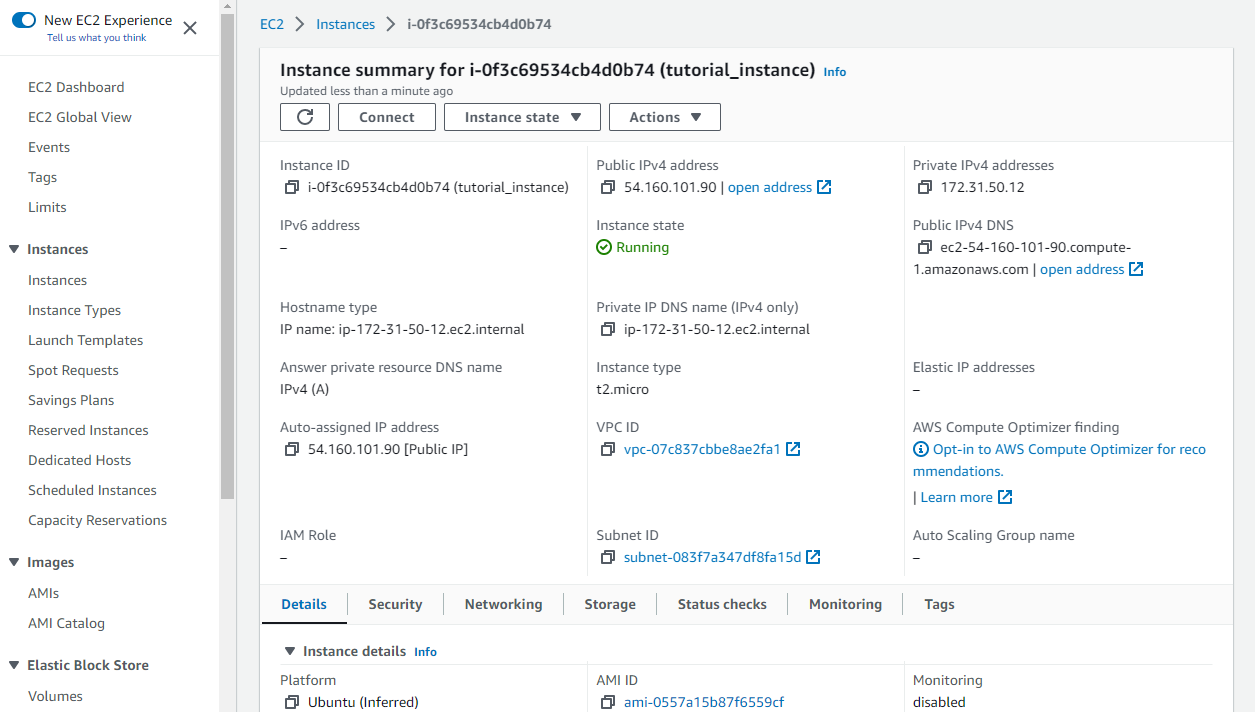 New EC2 Experience
Tell us what you think
EC2 Dashboard
EC2 Global View
Events
Tags
Limits
Instances
Instances
Instance Types
Launch Templates
Spot Requests
Savings Plans
Reserved Instances
Dedicated Hosts
Scheduled Instances
Capacity Reservations
Images
AMIs
AMI Catalog
Elastic Block Store
Volumes
EC2 > Instances > i-0f3c69534cb4d0b74
Instance summary for i-0f3c69534cb4d0b74 (tutorial_instance) Info
Updated less than a minute ago
Connect Instance state Actions
Instance ID
i-0f3c69534cb4d0b74 (tutorial_instance)
Public IPv4 address
54.160.101.90 | open address
Private IPv4 addresses
172.31.50.12
IPv6 address
–
Instance state
Running
Public IPv4 DNS
ec2-54-160-101-90.compute-
1.amazonaws.com | open address
Hostname type
IP name: ip-172-31-50-12.ec2.internal
Private IP DNS name (IPv4 only)
ip-172-31-50-12.ec2.internal
Answer private resource DNS name
IPv4 (A)
Instance type
t2.micro
Elastic IP addresses
–
Auto-assigned IP address
54.160.101.90 [Public IP]
VPC ID
vpc-07c837cbbe8ae2fa1
AWS Compute Optimizer finding
Opt-in to AWS Compute Optimizer for reco
mmendations.
| Learn more
IAM Role
–
Subnet ID
subnet-083f7a347df8fa15d
Auto Scaling Group name
–
Details Security Networking Storage Status checks Monitoring Tags
Instance details Info
Platform
Ubuntu (Inferred)
AMI ID
ami-0557a15b87f6559cf
Monitoring
disabled